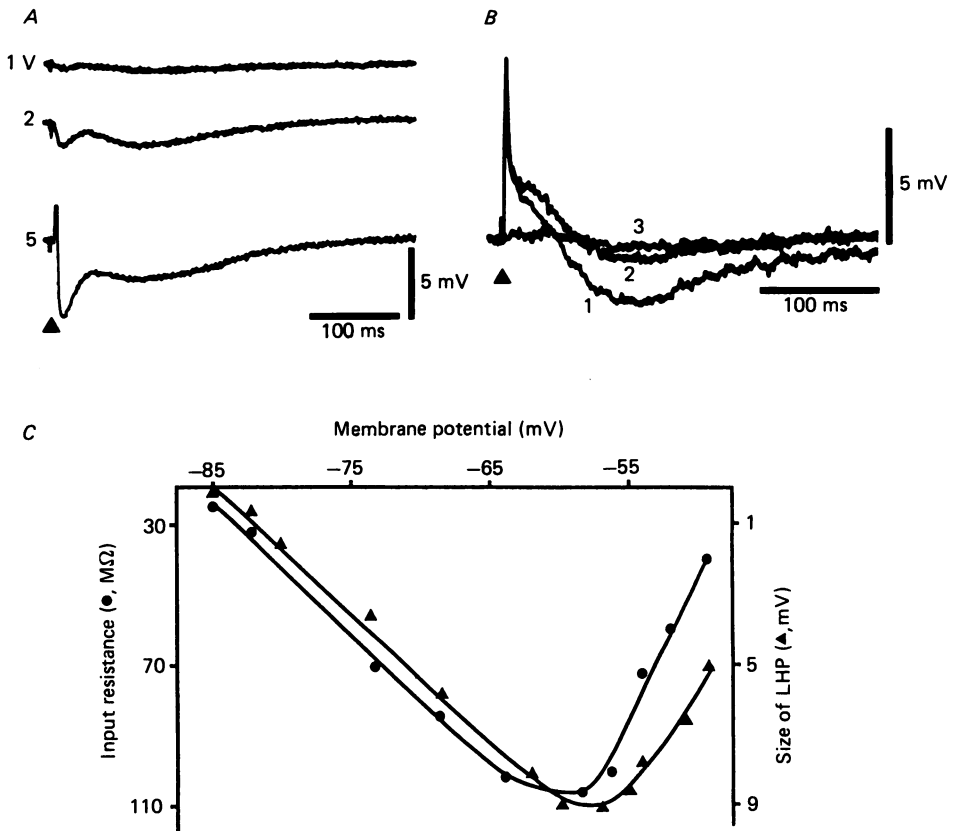 A
B
1 V
2
5
5 mV
100 ms
3
2
1
5 mV
100 ms
C
Membrane potential (mV)
−85
−75
−65
−55
30
70
110
Input resistance (●, MΩ)
1
5
9
Size of LHP (▲,mV)